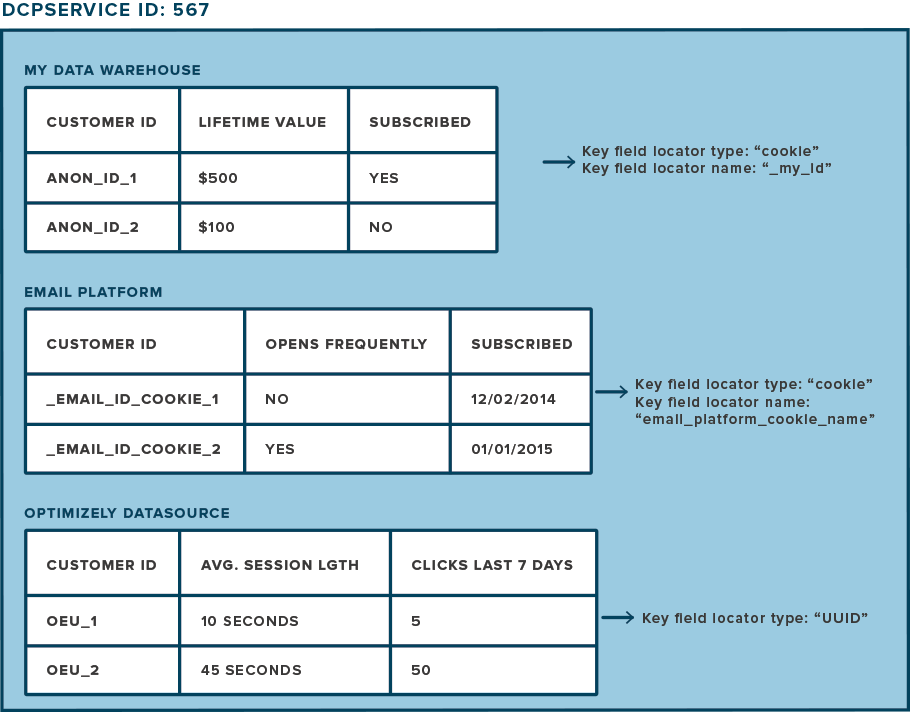 DCPSERVICE ID: 567
MY DATA WAREHOUSE
CUSTOMER ID LIFETIME VALUE SUBSCRIBED
ANON_ID_1 $500 YES
ANON_ID_2 $100 NO
Key field locator type: “cookie”
Key field locator name: “_my_id”
EMAIL PLATFORM
CUSTOMER ID OPENS FREQUENTLY SUBSCRIBED
_EMAIL_ID_COOKIE_1 NO 12/02/2014
_EMAIL_ID_COOKIE_2 YES 01/01/2015
Key field locator type: “cookie”
Key field locator name:
“email_platform_cookie_name”
OPTIMIZELY DATASOURCE
CUSTOMER ID AVG. SESSION LGTH CLICKS LAST 7 DAYS
OEU_1 10 SECONDS 5
OEU_2 45 SECONDS 50
Key field locator type: “UUID”